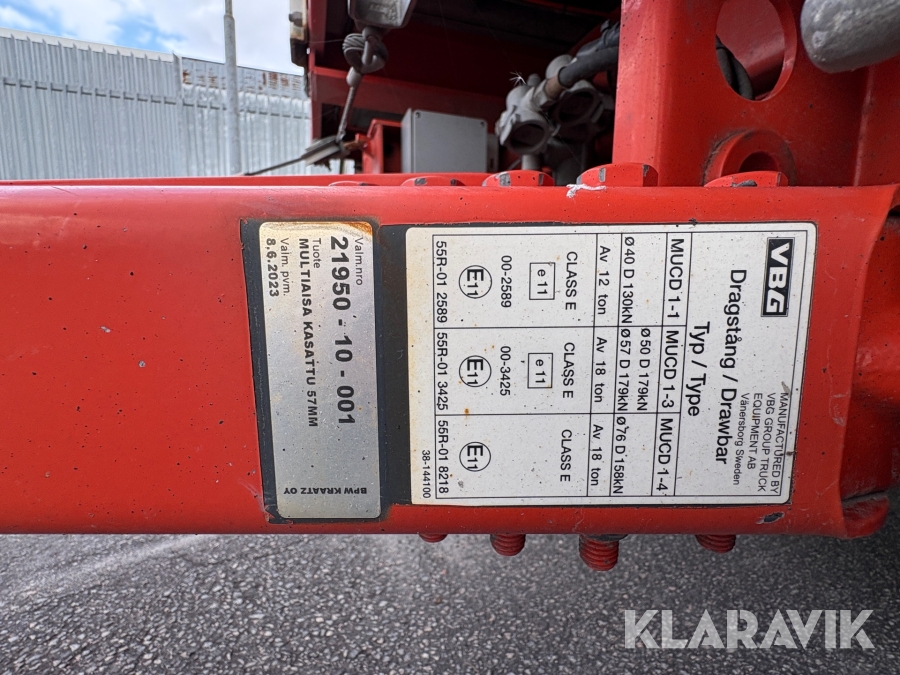 VBG
MANUFACTURED BY
VBG GROUP TRUCK
EQUIPMENT AB
Vänersborg Sweden
Dragstång / Drawbar
Typ / Type
MUCD 1-1 MUCD 1-3 MUCD 1-4
ø40 D 130kN ø50 D 179kN ø57 D 179kN ø76 D 158kN
Av 12 ton Av 18 ton Av 18 ton
CLASS E CLASS E CLASS E
e 11 e 11
00-2589 00-3425
E11 E11 E11
55R-01 2589 55R-01 3425 55R-01 8218
38-144100
Valm.nro
21950 - 10 - 001
Tuote
MULTIAISA KASATTU 57MM
Valm. pvm.
8,6.2023
BPW KRAATZ OY
KLARAVIK